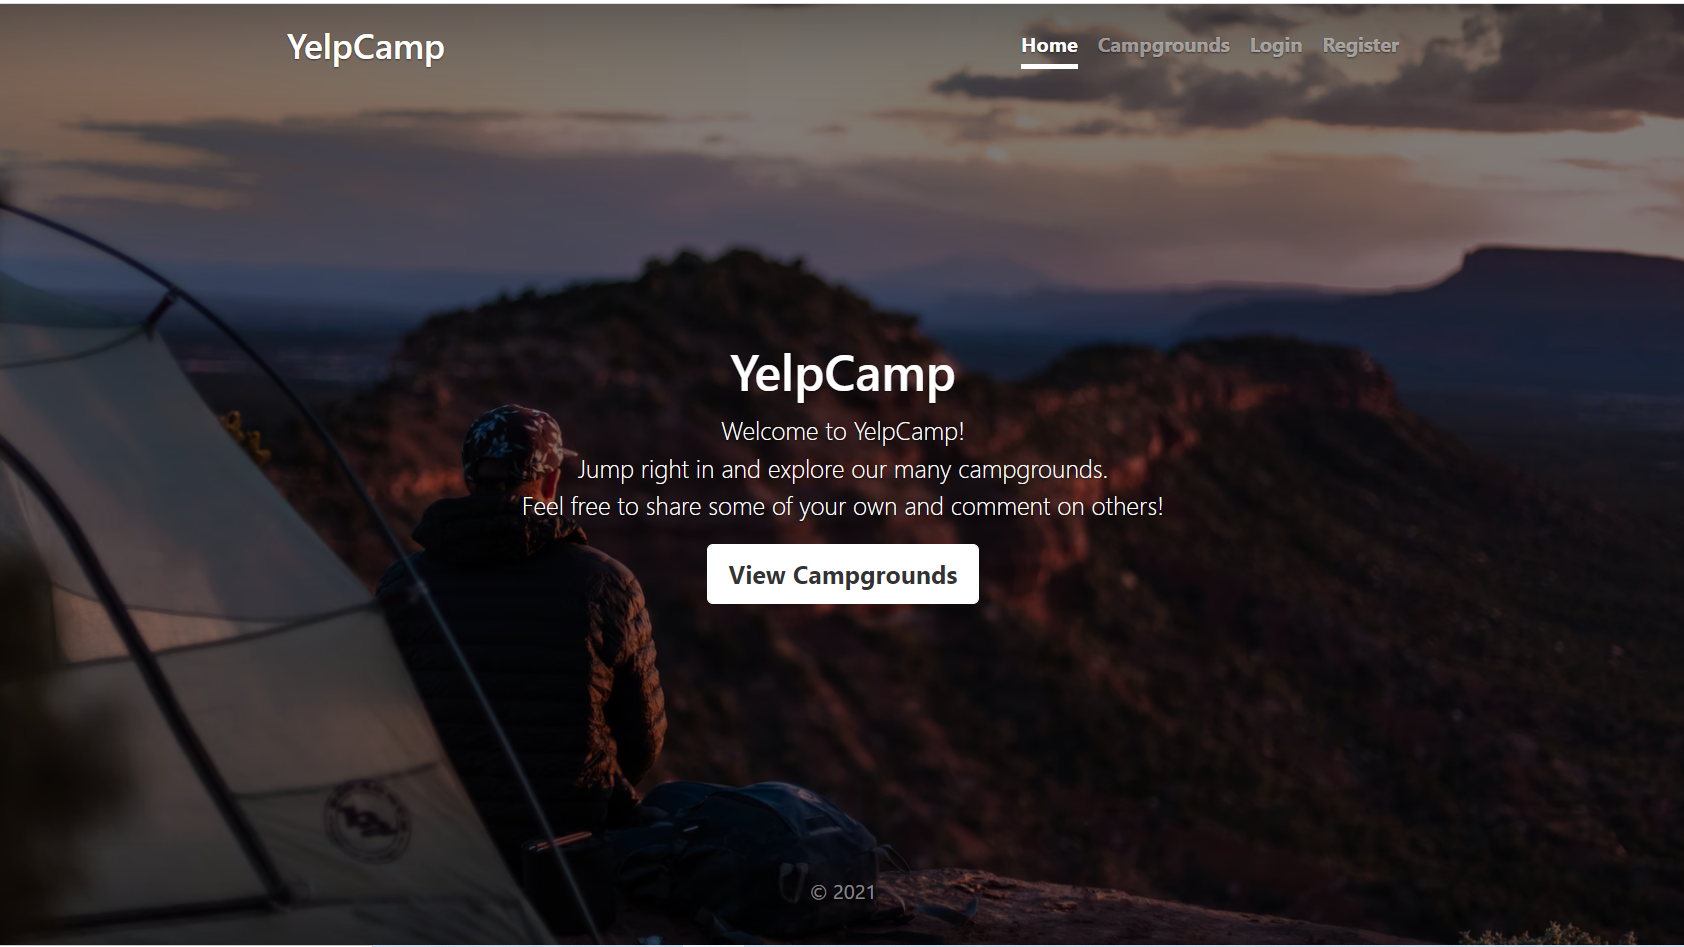 YelpCamp
Home Campgrounds Login Register
YelpCamp
Welcome to YelpCamp!
Jump right in and explore our many campgrounds.
Feel free to share some of your own and comment on others!
View Campgrounds
© 2021